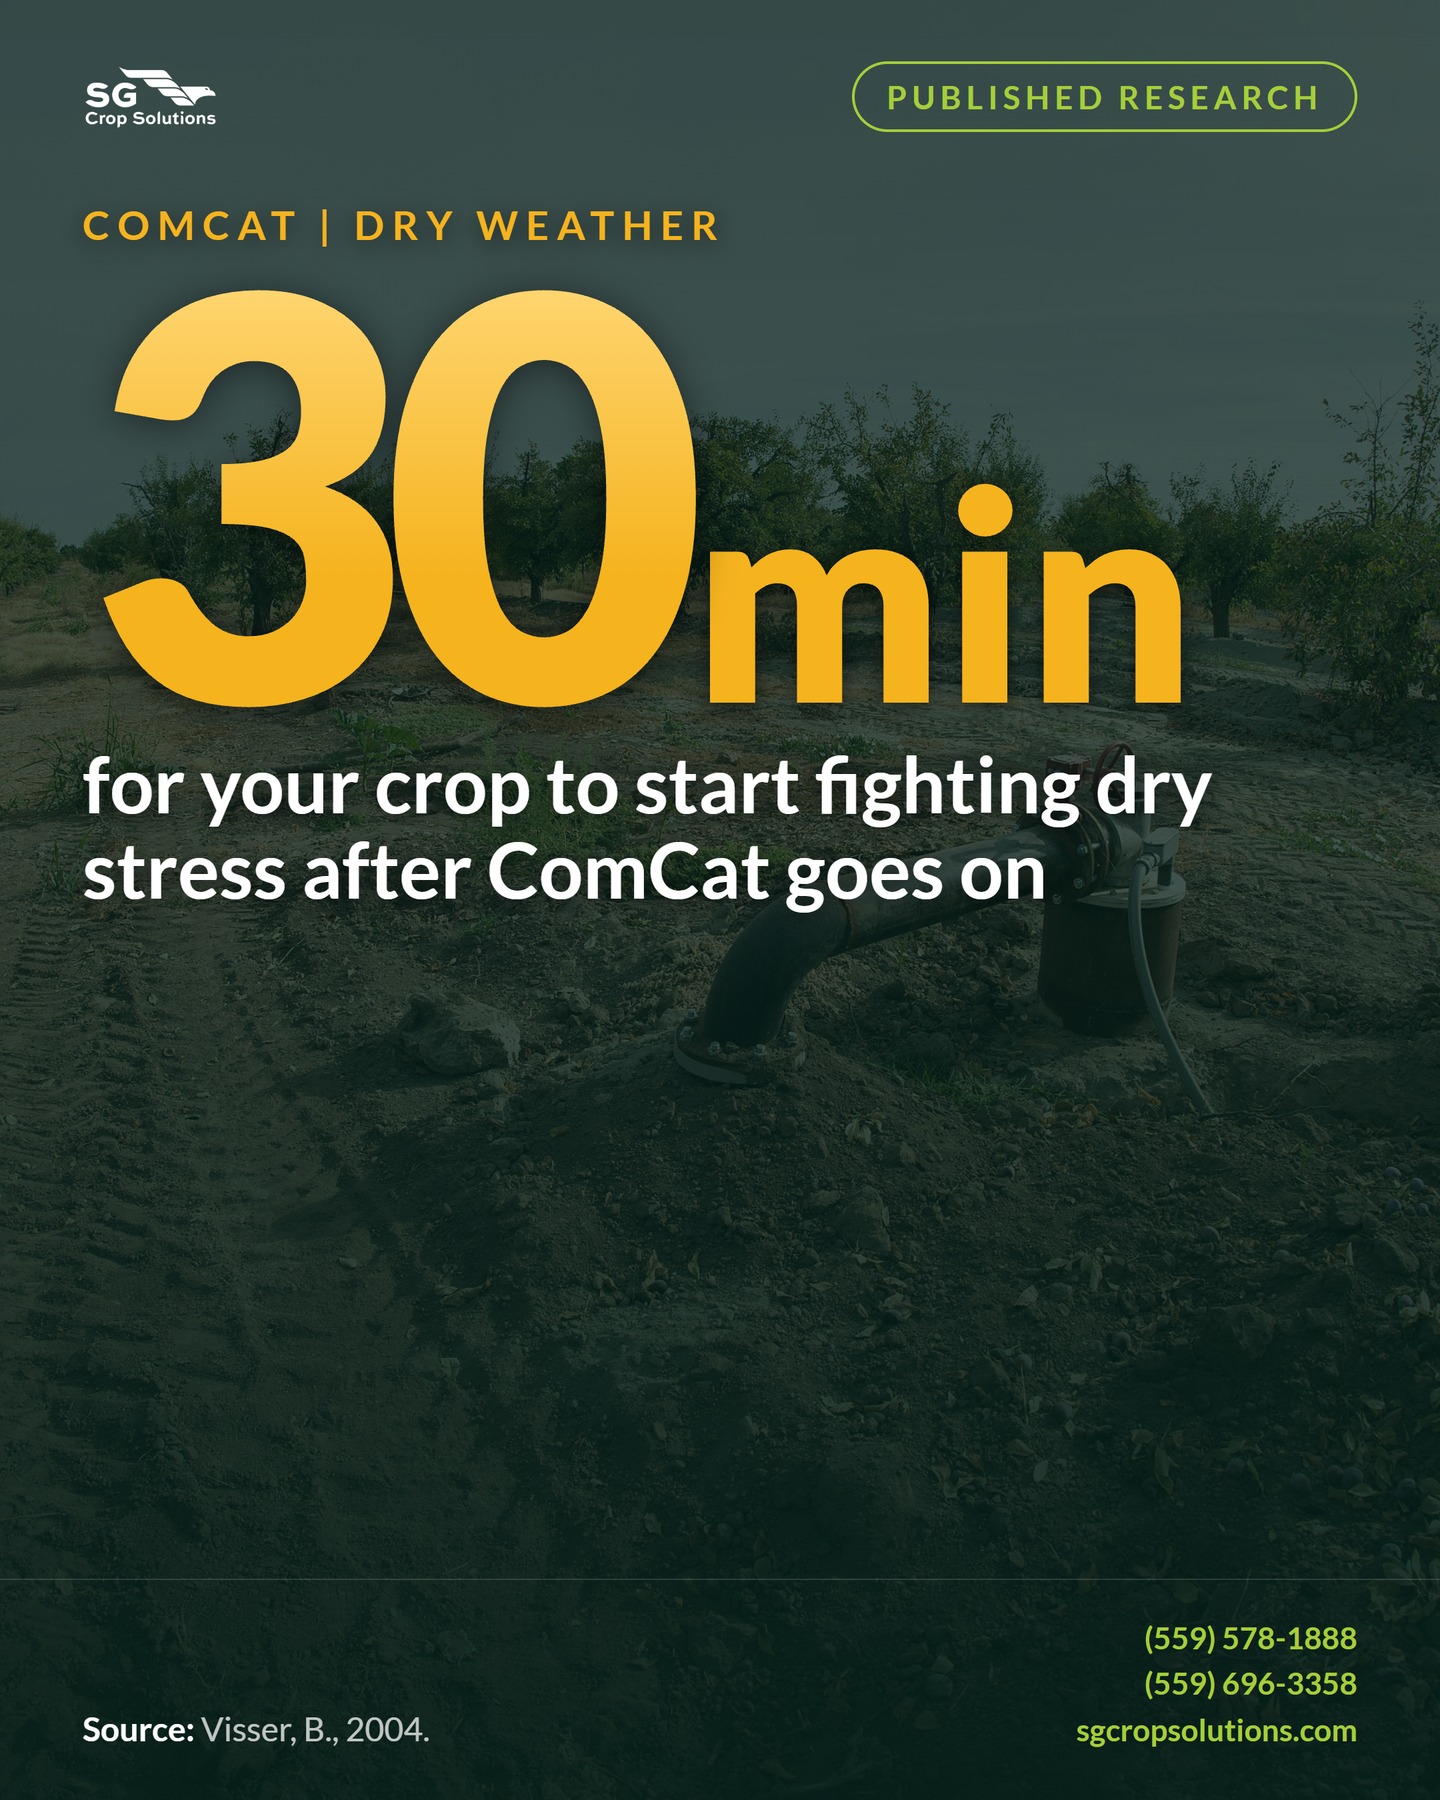 SG
Crop Solutions
PUBLISHED RESEARCH
COMCAT | DRY WEATHER
30min
for your crop to start fighting dry
stress after ComCat goes on
(559) 578-1888
(559) 696-3358
Source: Visser, B., 2004.
sgcropsolutions.com